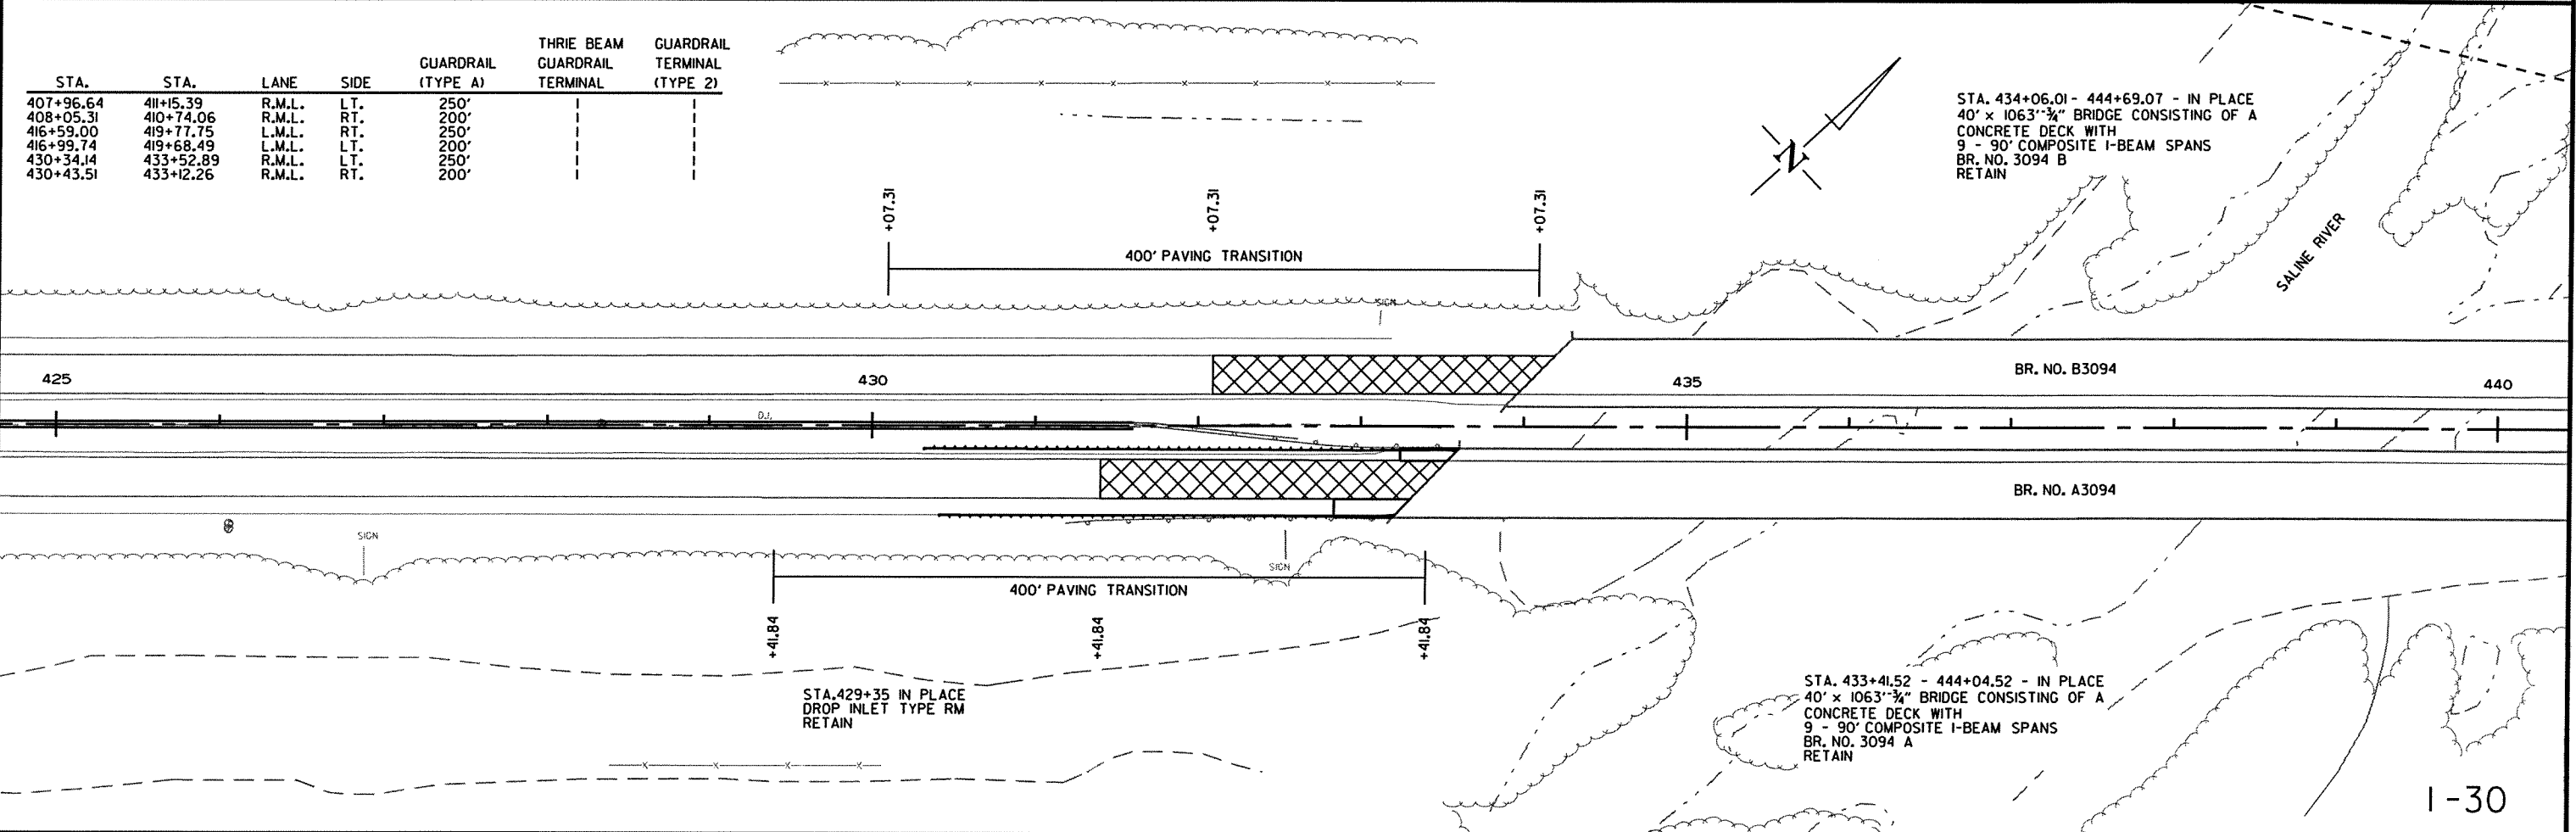 THRIE BEAM GUARDRAIL
GUARDRAIL GUARDRAIL TERMINAL
STA. STA. LANE SIDE (TYPE A) TERMINAL (TYPE 2)
407+96.64 411+15.39 R.M.L. LT. 250' 1 1
408+05.31 410+74.06 R.M.L. RT. 200' 1 1
416+59.00 419+77.75 L.M.L. RT. 250' 1 1
416+99.74 419+68.49 L.M.L. LT. 200' 1 1
430+34.14 433+52.89 R.M.L. LT. 250' 1 1
430+43.51 433+12.26 R.M.L. RT. 200' 1 1
N
STA. 434+06.01 - 444+69.07 - IN PLACE
40' x 1063'-¾" BRIDGE CONSISTING OF A
CONCRETE DECK WITH
9 - 90' COMPOSITE I-BEAM SPANS
BR. NO. 3094 B
RETAIN
SALINE RIVER
+07.31
+07.31
+07.31
400' PAVING TRANSITION
SIGN
425
430
435
440
BR. NO. B3094
D.I.
BR. NO. A3094
SIGN
SIGN
400' PAVING TRANSITION
+41.84
+41.84
+41.84
STA.429+35 IN PLACE
DROP INLET TYPE RM
RETAIN
STA. 433+41.52 - 444+04.52 - IN PLACE
40' x 1063'-¾" BRIDGE CONSISTING OF A
CONCRETE DECK WITH
9 - 90' COMPOSITE I-BEAM SPANS
BR. NO. 3094 A
RETAIN
I-30